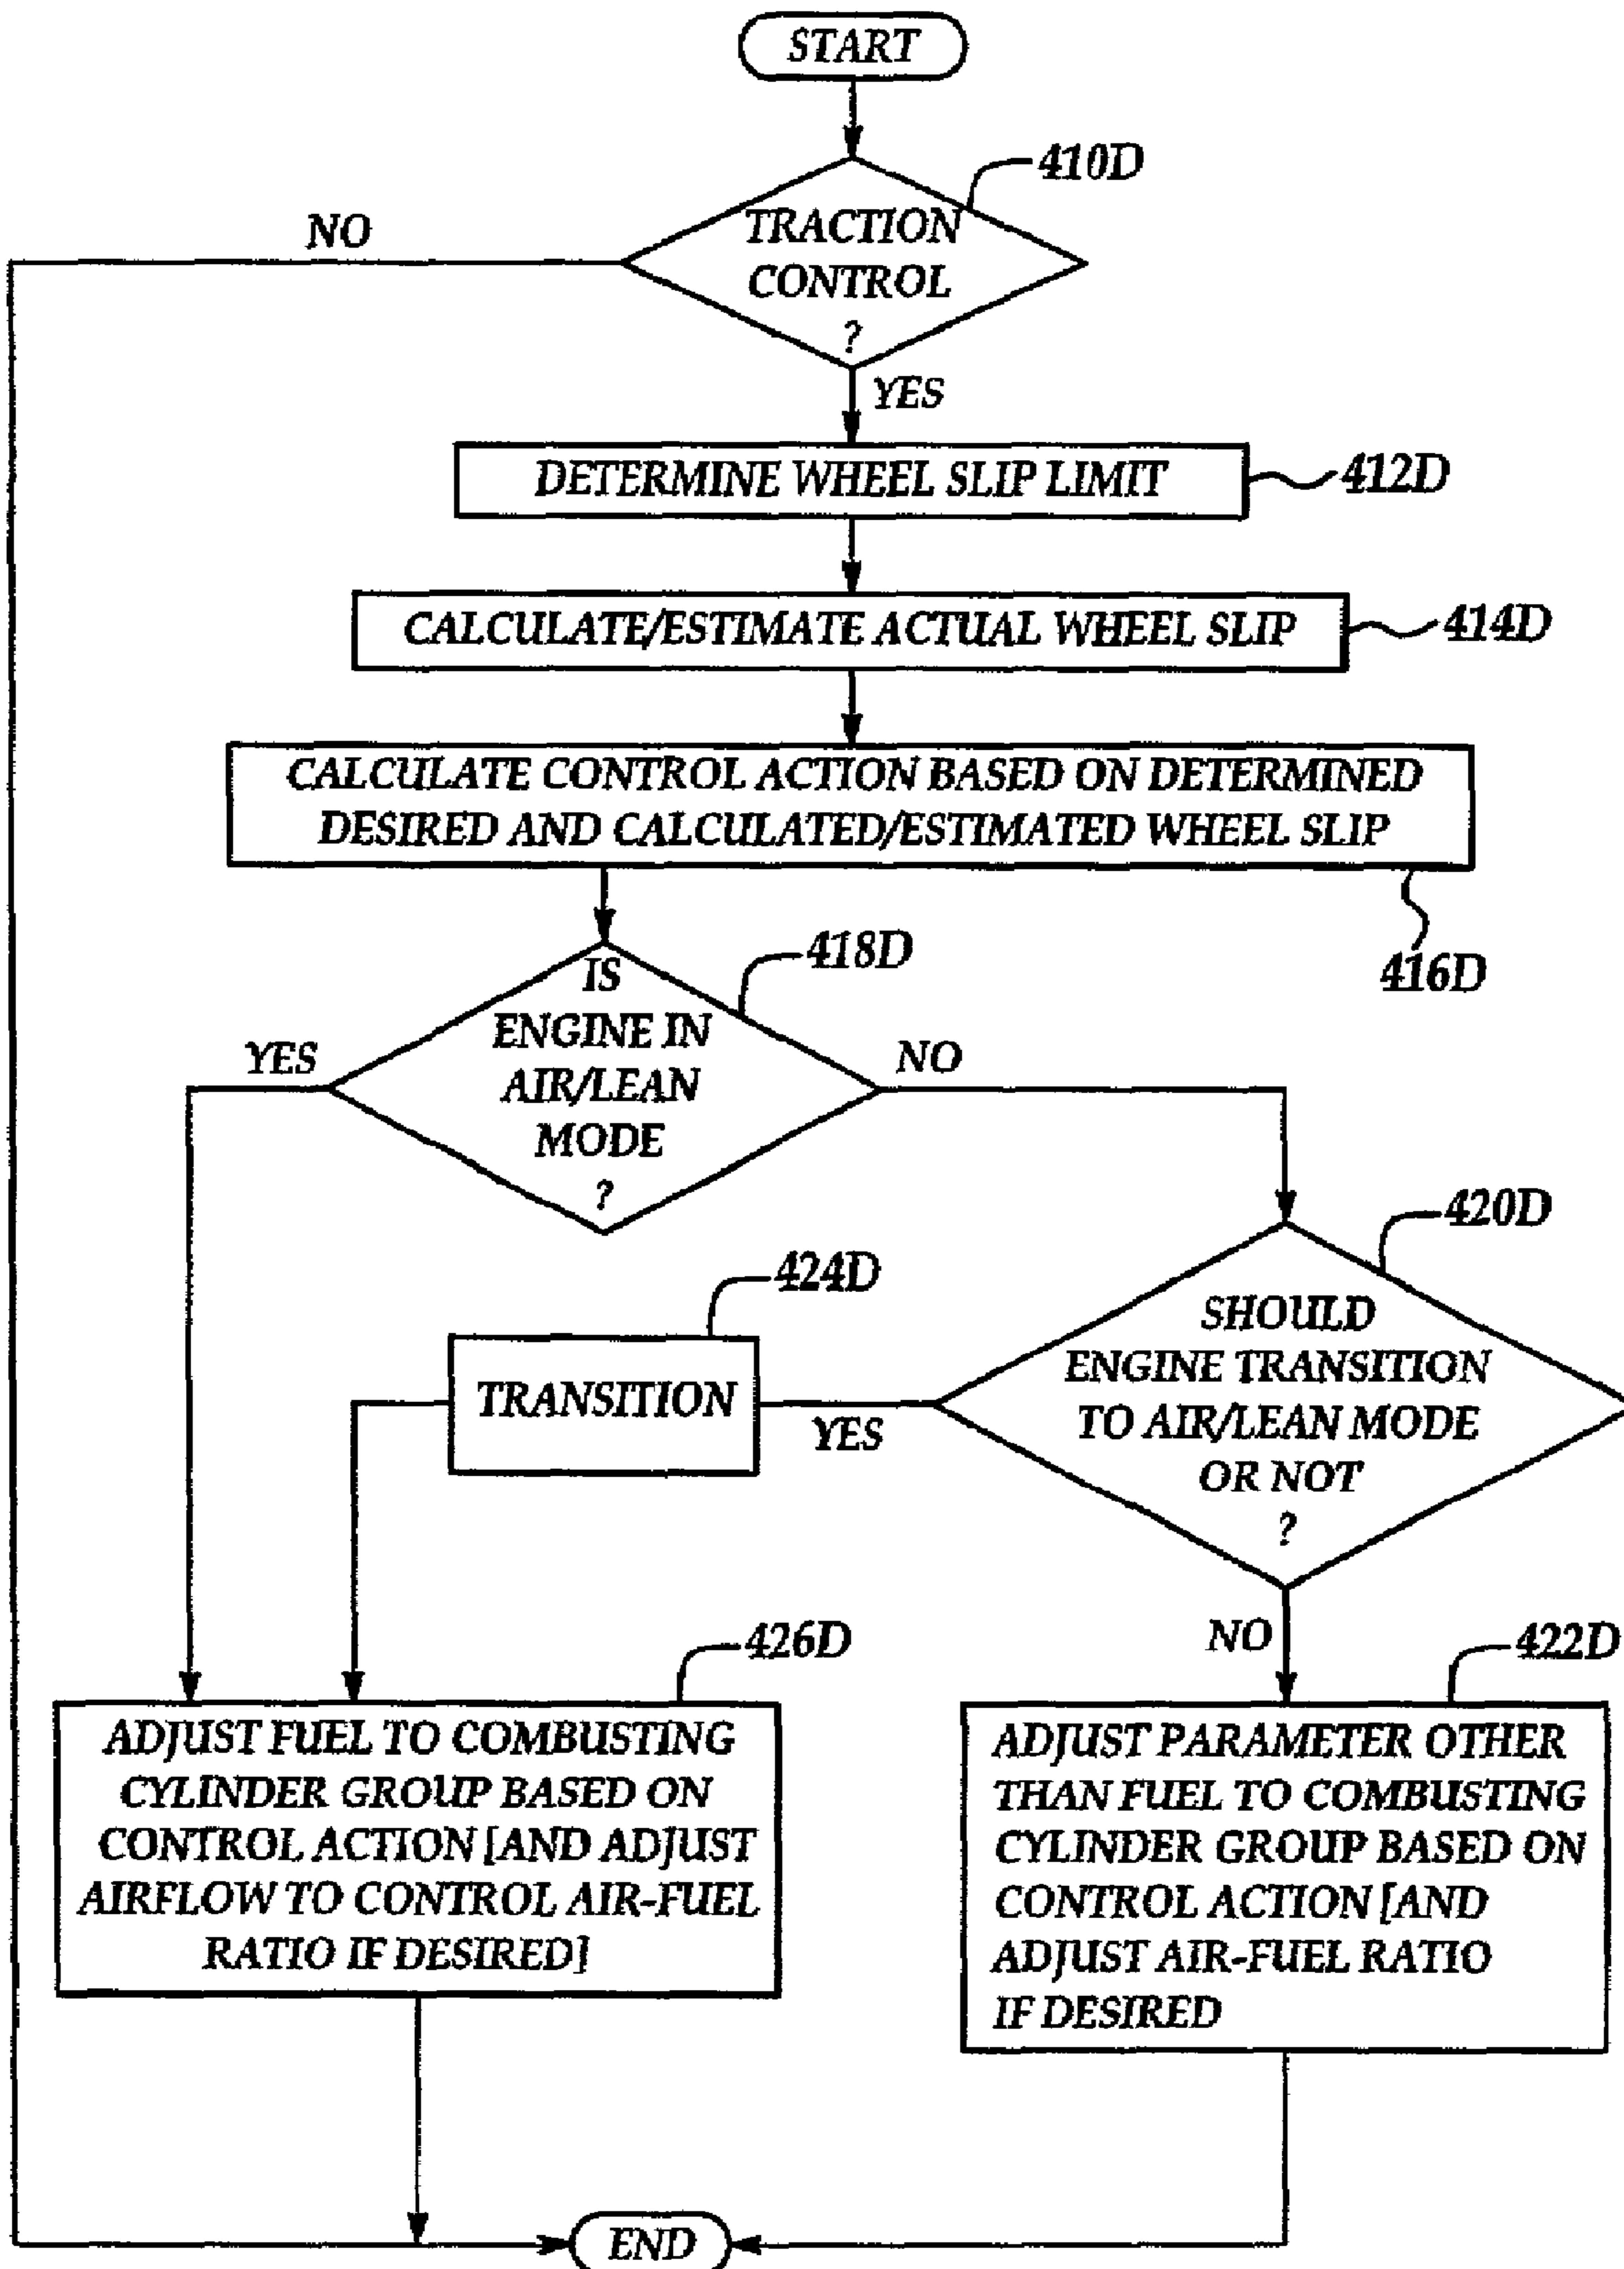 START
410D
NO
TRACTION
CONTROL
?
YES
DETERMINE WHEEL SLIP LIMIT
412D
CALCULATE/ESTIMATE ACTUAL WHEEL SLIP
414D
CALCULATE CONTROL ACTION BASED ON DETERMINED
DESIRED AND CALCULATED/ESTIMATED WHEEL SLIP
416D
418D
IS
ENGINE IN
AIR/LEAN
MODE
?
YES
NO
420D
424D
SHOULD
ENGINE TRANSITION
TO AIR/LEAN MODE
OR NOT
?
TRANSITION
YES
NO
426D
422D
ADJUST FUEL TO COMBUSTING
CYLINDER GROUP BASED ON
CONTROL ACTION [AND ADJUST
AIRFLOW TO CONTROL AIR-FUEL
RATIO IF DESIRED]
ADJUST PARAMETER OTHER
THAN FUEL TO COMBUSTING
CYLINDER GROUP BASED ON
CONTROL ACTION [AND
ADJUST AIR-FUEL RATIO
IF DESIRED
END